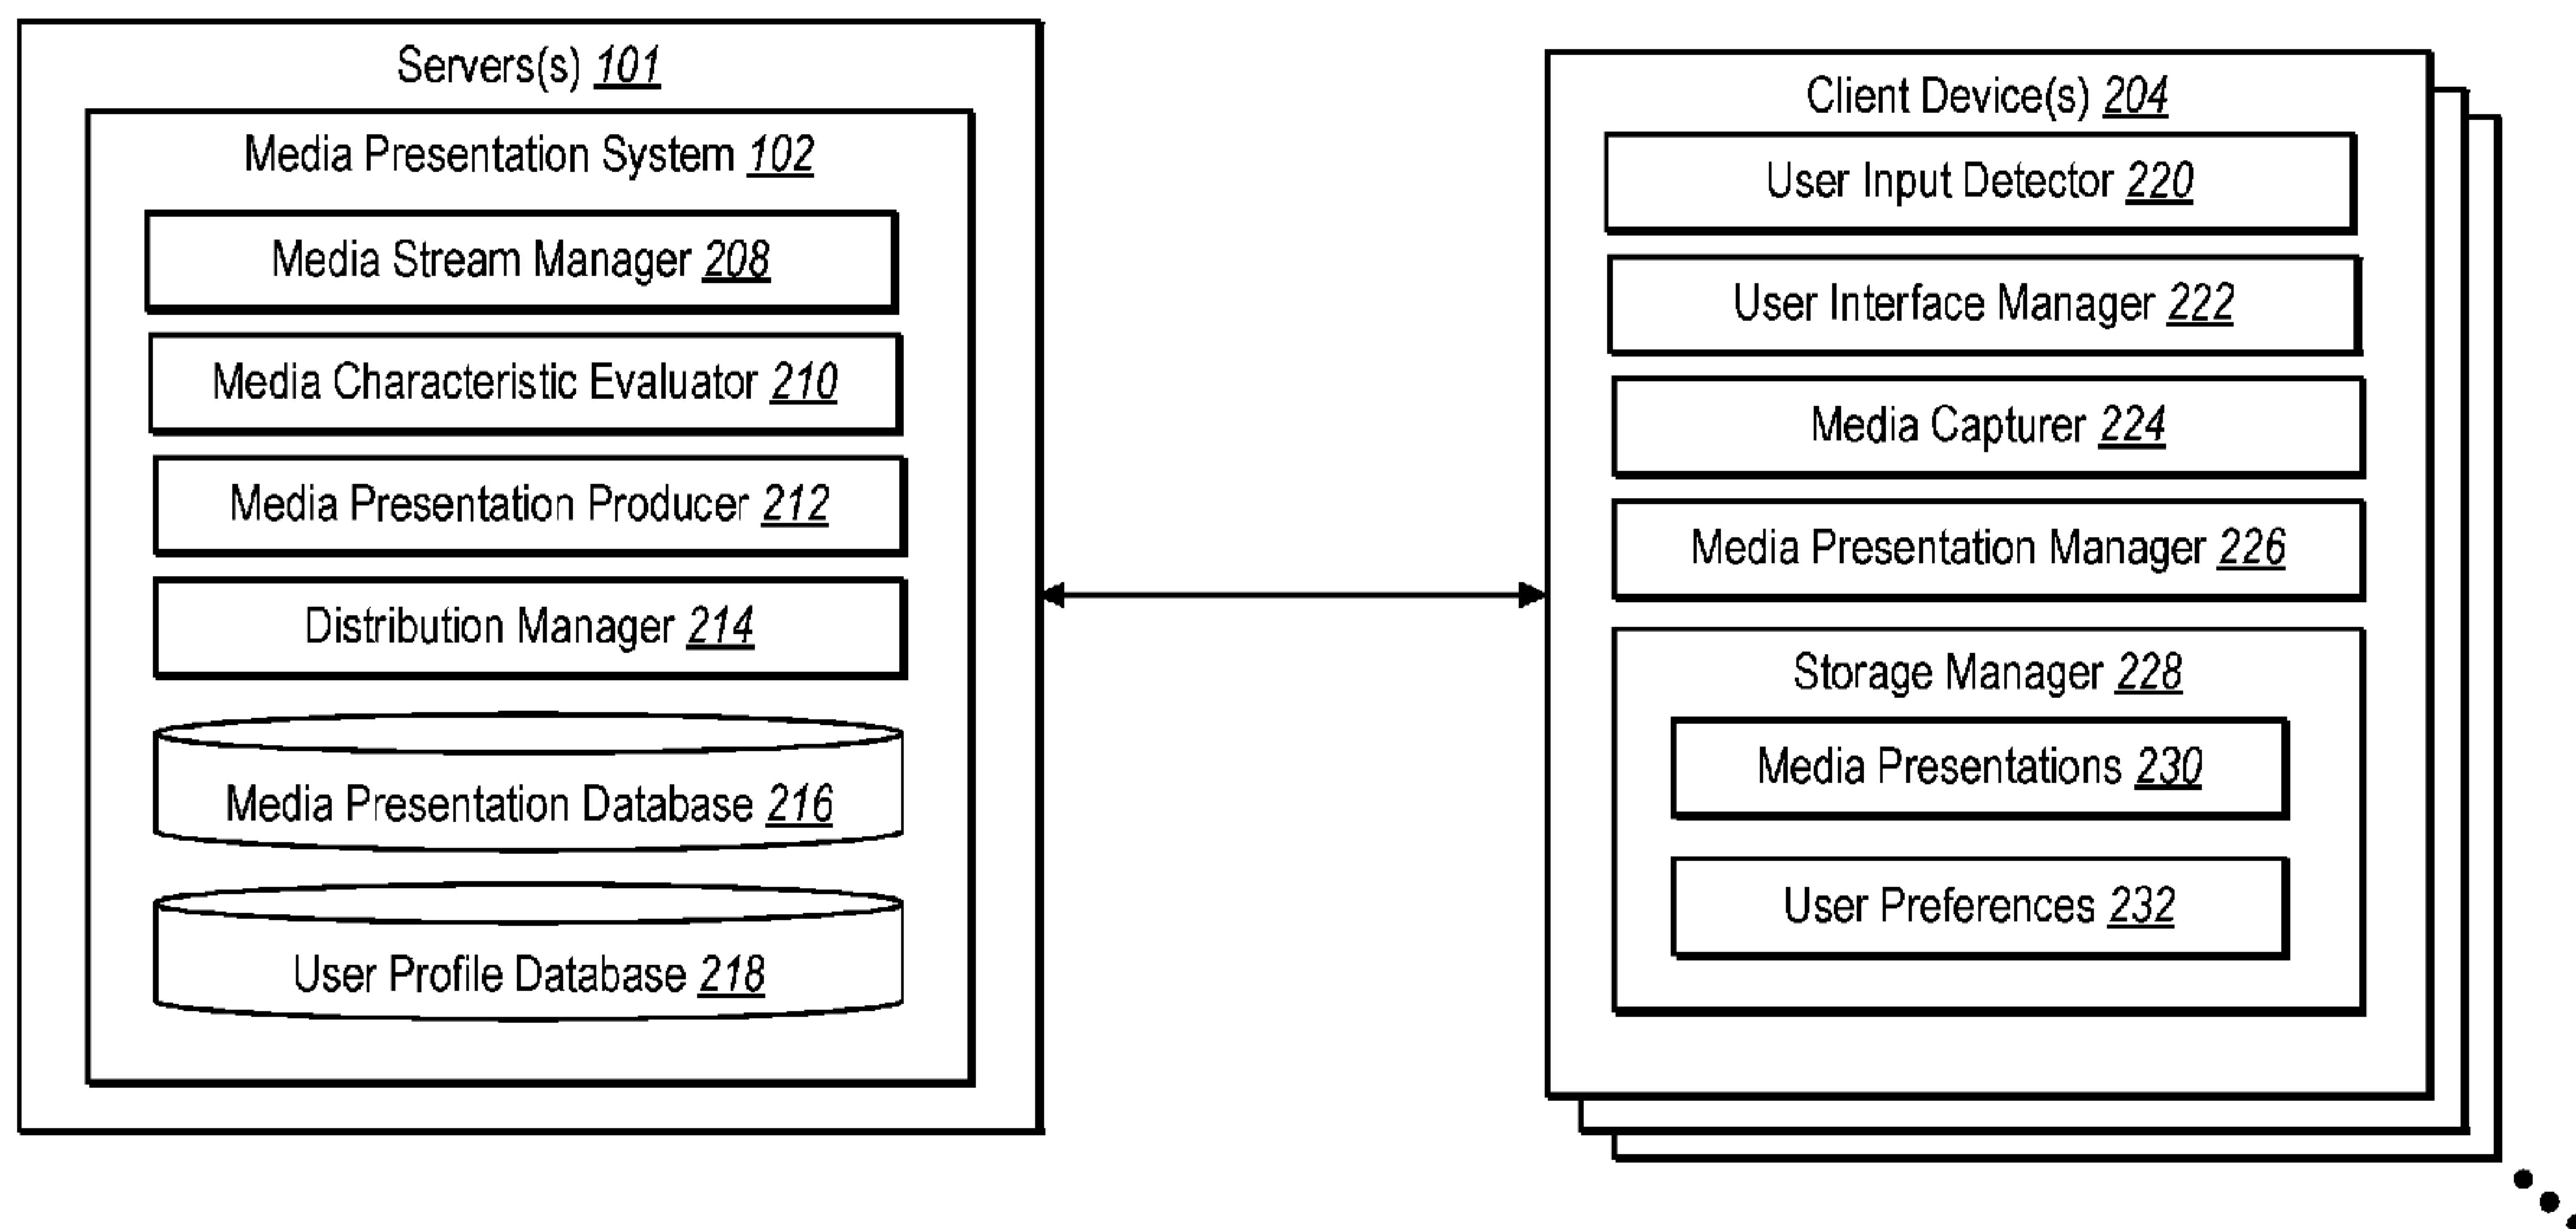 Servers(s) 101
Media Presentation System 102
Media Stream Manager 208
Media Characteristic Evaluator 210
Media Presentation Producer 212
Distribution Manager 214
Media Presentation Database 216
User Profile Database 218
Client Device(s) 204
User Input Detector 220
User Interface Manager 222
Media Capturer 224
Media Presentation Manager 226
Storage Manager 228
Media Presentations 230
User Preferences 232